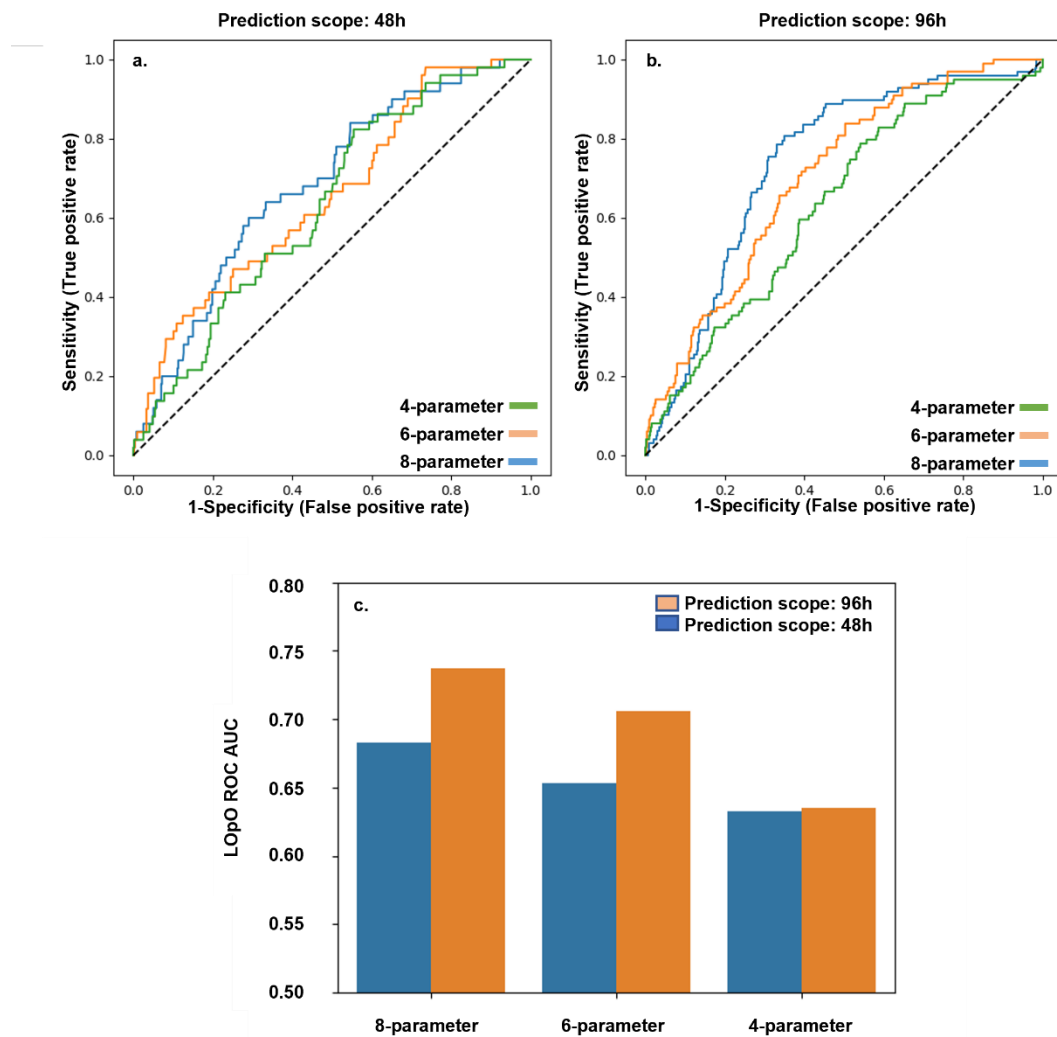 Prediction scope: 48h
a.
1.0
0.8
0.6
0.4
0.2
0.0
Sensitivity (True positive rate)
4-parameter
6-parameter
8-parameter
0.0 0.2 0.4 0.6 0.8 1.0
1-Specificity (False positive rate)
Prediction scope: 96h
b.
1.0
0.8
0.6
0.4
0.2
0.0
Sensitivity (True positive rate)
4-parameter
6-parameter
8-parameter
0.0 0.2 0.4 0.6 0.8 1.0
1-Specificity (False positive rate)
c.
Prediction scope: 96h
Prediction scope: 48h
0.80
0.75
0.70
0.65
0.60
0.55
0.50
LOpO ROC AUC
8-parameter 6-parameter 4-parameter